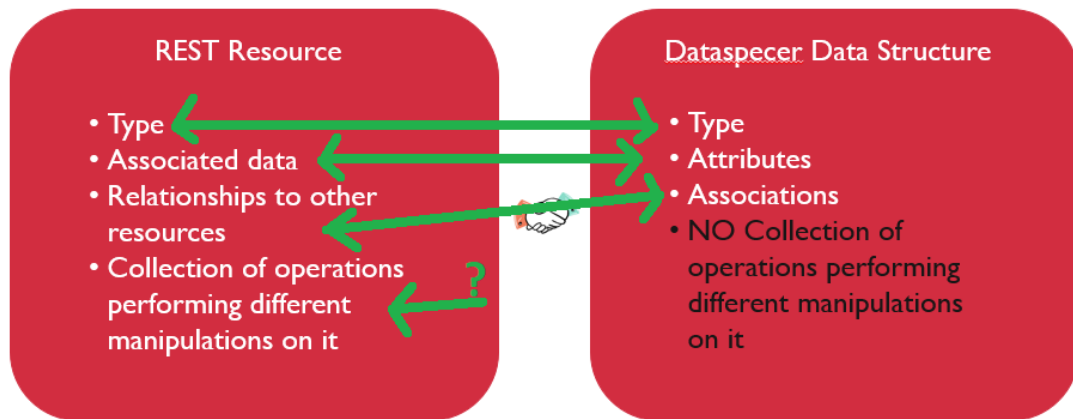 REST Resource
• Type
• Associated data
• Relationships to other
resources
• Collection of operations
performing different
manipulations on it
?
Dataspecer Data Structure
• Type
• Attributes
• Associations
• NO Collection of
operations performing
different manipulations
on it